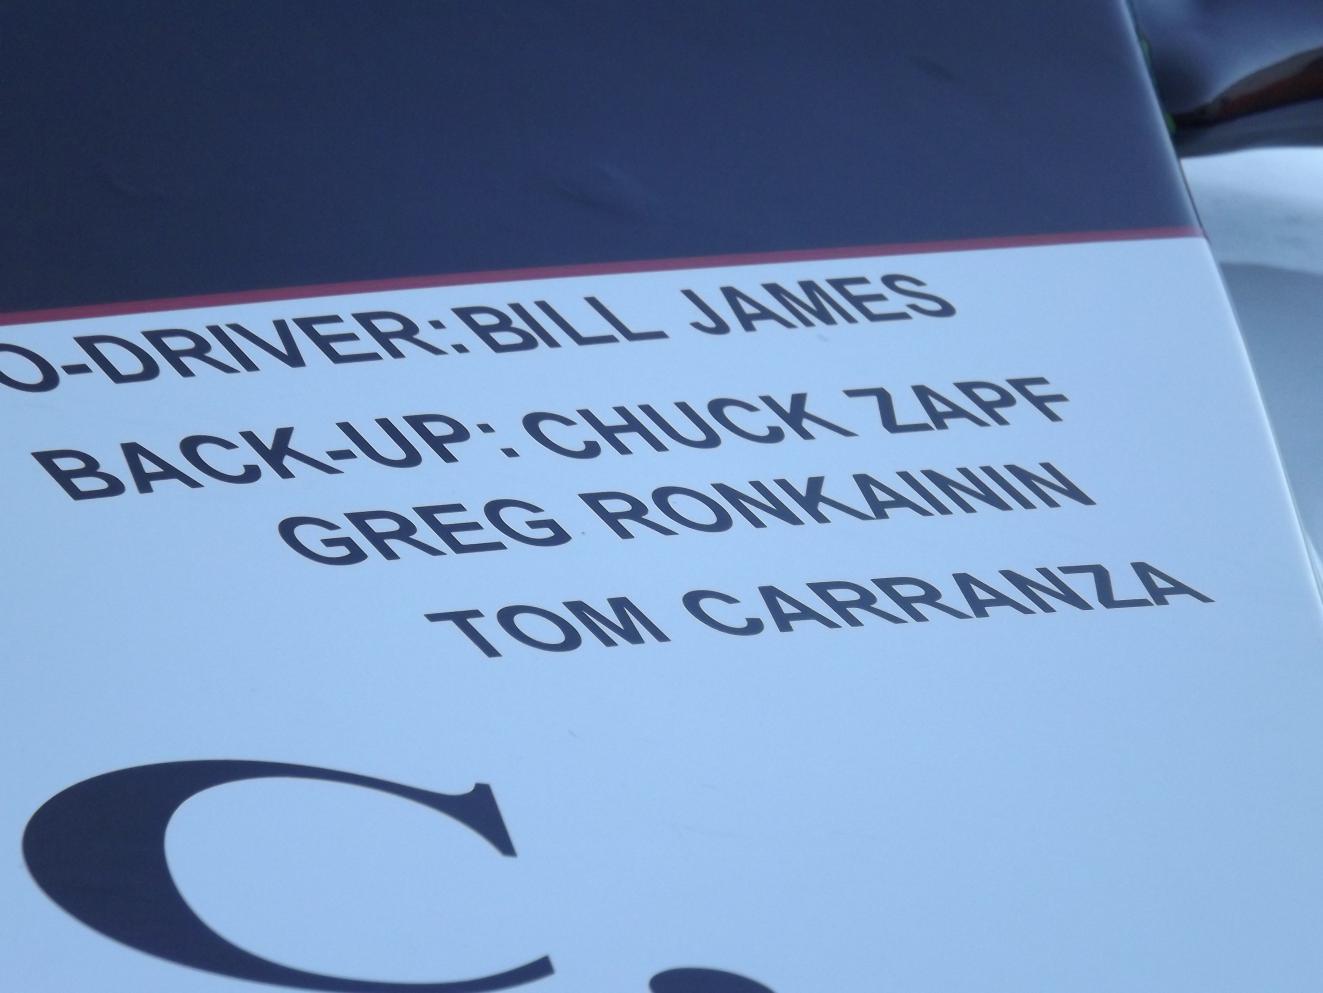 O-DRIVER: BILL JAMES
BACK-UP: CHUCK ZAPF
GREG RONKAININ
TOM CARRANZA
C